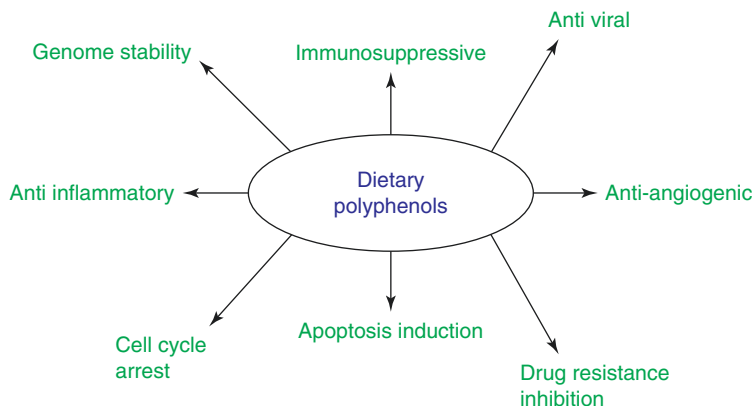 Anti viral
Genome stability
Immunosuppressive
Anti inflammatory
Dietary
polyphenols
Anti-angiogenic
Cell cycle
arrest
Apoptosis induction
Drug resistance
inhibition